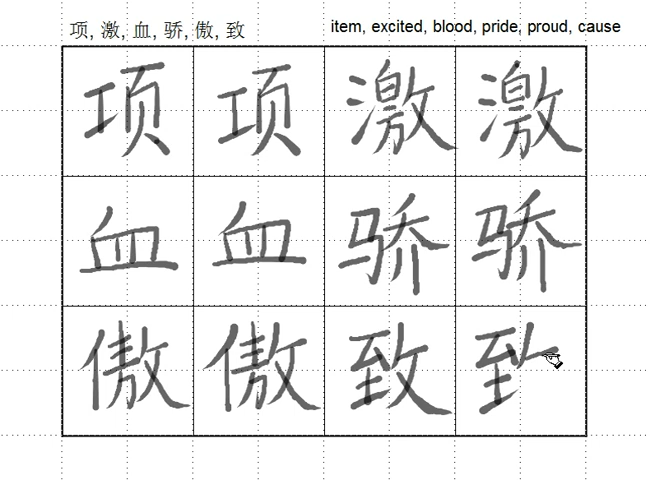 项, 激, 血, 骄, 傲, 致 item, excited, blood, pride, proud, cause
项 项 激 激
血 血 骄 骄
傲 傲 致